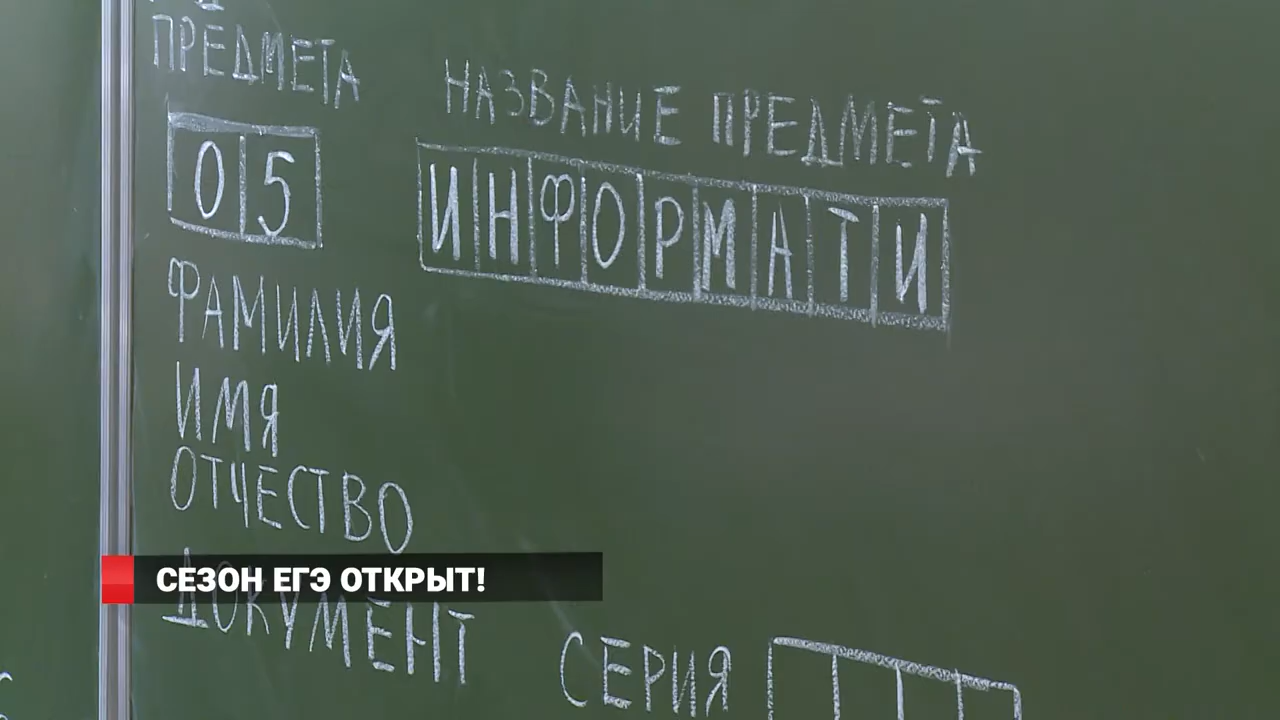 ПРЕДМЕТА
НАЗВАНИЕ ПРЕДМЕТА
05
ИНФОРМАТИ
ФАМИЛИЯ
ИМЯ
ОТЧЕСТВО
СЕЗОН ЕГЭ ОТКРЫТ!
ДОКУМЕНТ
СЕРИЯ